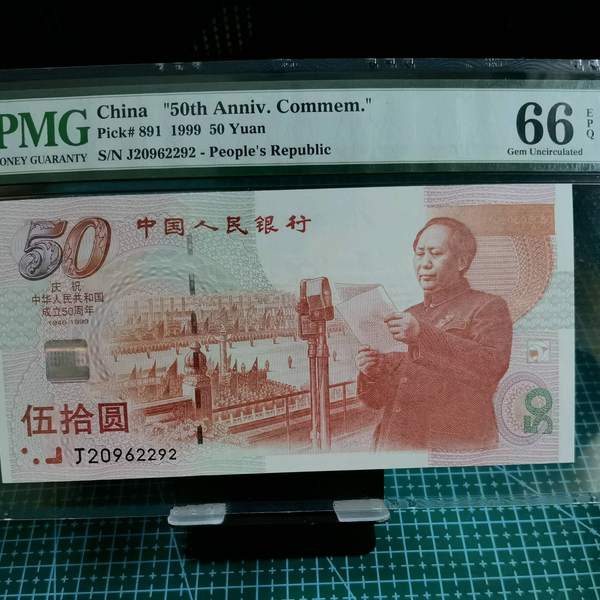 PMG
MONEY GUARANTY
China "50th Anniv. Commem."
Pick# 891 1999 50 Yuan
S/N J20962292 - People's Republic
66
EPQ
Gem Uncirculated
50
中国人民银行
庆祝
中华人民共和国
成立50周年
1949-1999
伍拾圆
J20962292
50